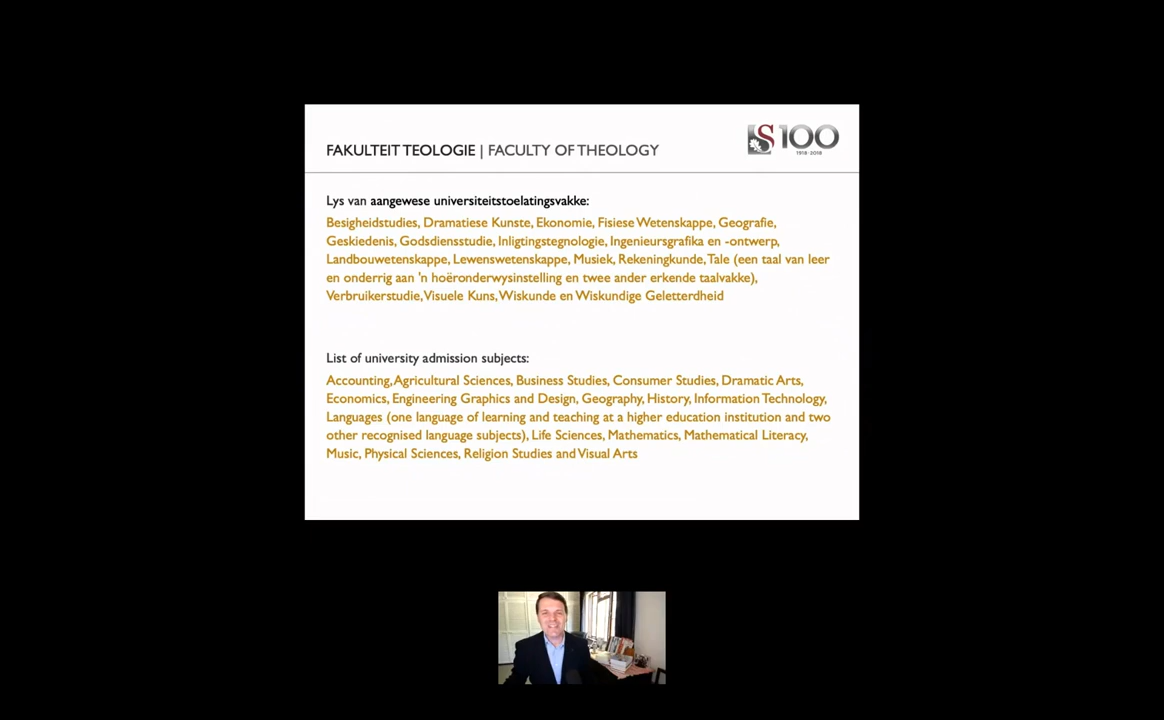 FAKULTEIT TEOLOGIE | FACULTY OF THEOLOGY
S 100
1918·2018
Lys van aangewese universiteitstoelatingsvakke:
Besigheidstudies, Dramatiese Kunste, Ekonomie, Fisiese Wetenskappe, Geografie,
Geskiedenis, Godsdiensstudie, Inligtingstegnologie, Ingenieursgrafika en -ontwerp,
Landbouwetenskappe, Lewenswetenskappe, Musiek, Rekeningkunde, Tale (een taal van leer
en onderrig aan 'n hoëronderwysinstelling en twee ander erkende taalvakke),
Verbruikerstudie, Visuele Kuns, Wiskunde en Wiskundige Geletterdheid
List of university admission subjects:
Accounting, Agricultural Sciences, Business Studies, Consumer Studies, Dramatic Arts,
Economics, Engineering Graphics and Design, Geography, History, Information Technology,
Languages (one language of learning and teaching at a higher education institution and two
other recognised language subjects), Life Sciences, Mathematics, Mathematical Literacy,
Music, Physical Sciences, Religion Studies and Visual Arts